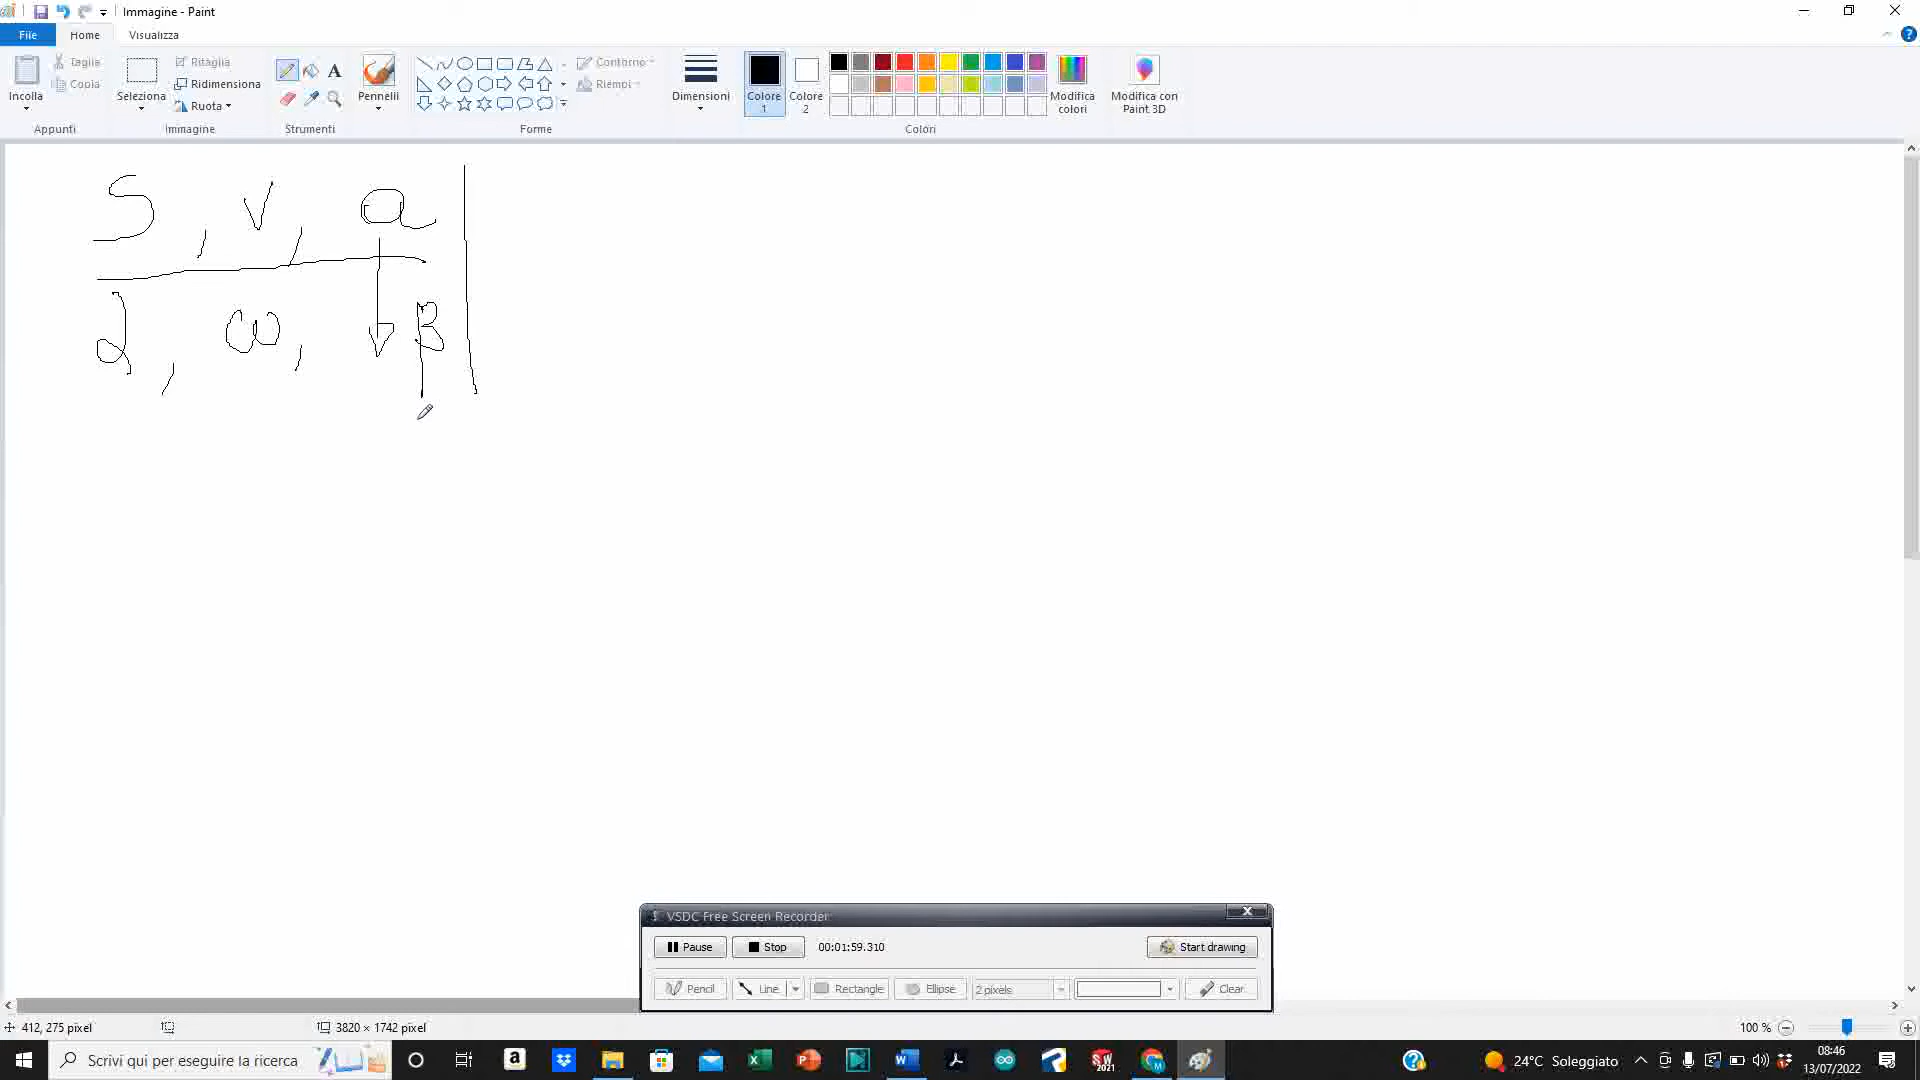 Immagine - Paint
File Home Visualizza
Incolla Taglia Copia Seleziona Ritaglia Ridimensiona Ruota A Pennelli Contorno Riempi Dimensioni Colore 1 Colore 2 Modifica colori Modifica con Paint 3D
Appunti Immagine Strumenti Forme Colori
S , v , a
α , ω , β
VSDC Free Screen Recorder
Pause Stop 00:01:59.310 Start drawing
Pencil Line Rectangle Ellipse 2 pixels Clear
412, 275 pixel 3820 × 1742 pixel 100 %
Scrivi qui per eseguire la ricerca 24°C Soleggiato 08:46
13/07/2022